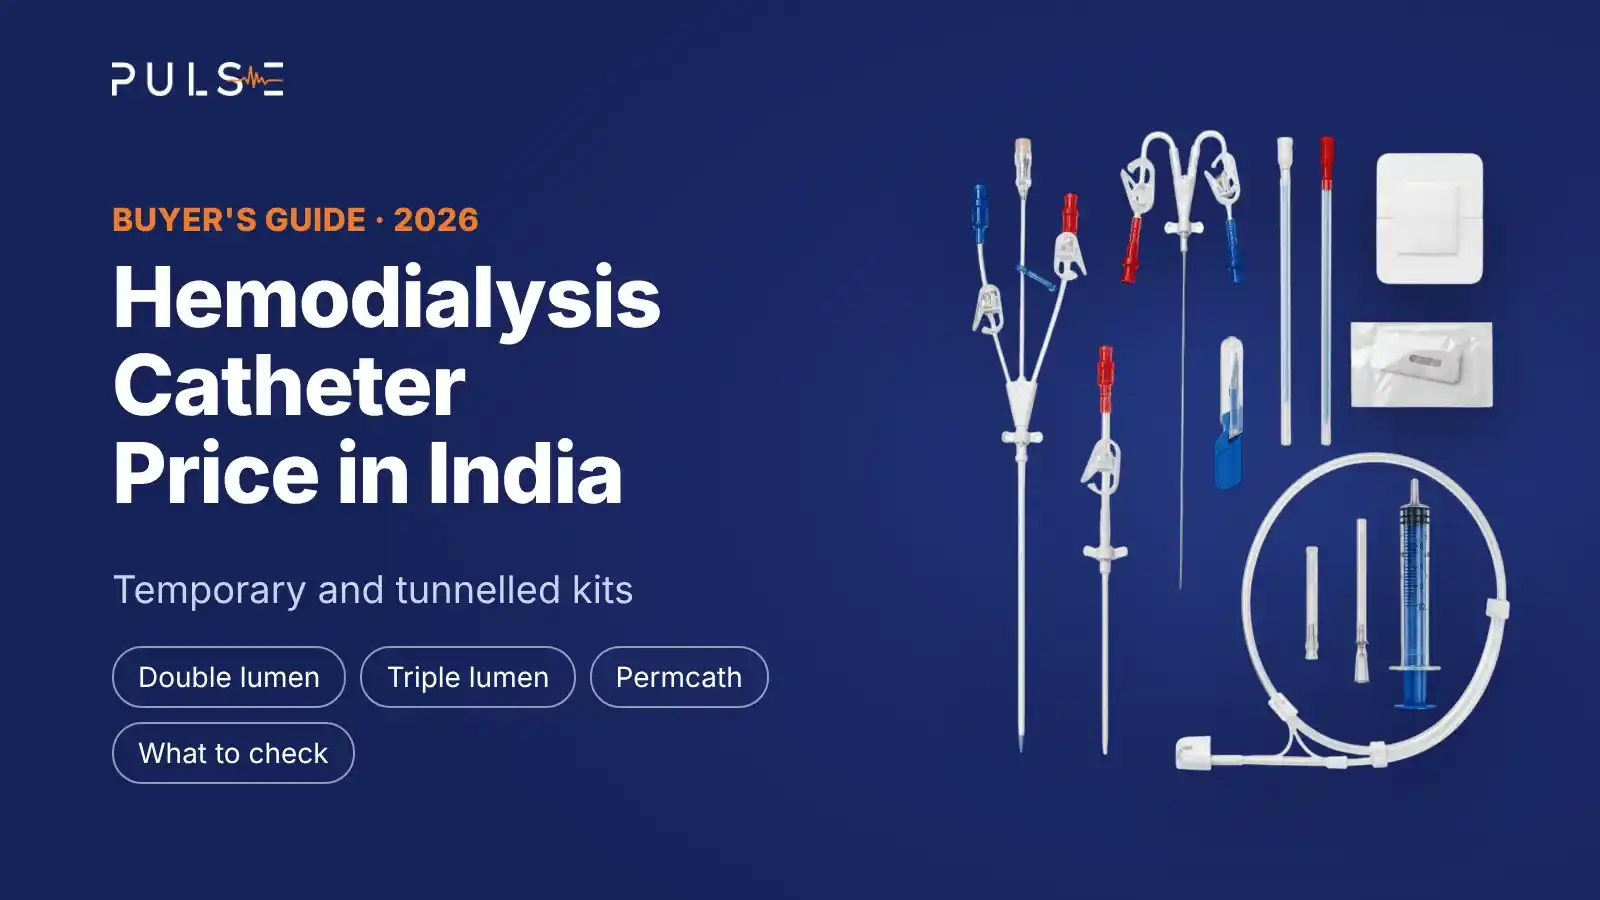 PULSE
BUYER'S GUIDE · 2026
Hemodialysis
Catheter
Price in India
Temporary and tunnelled kits
Double lumen
Triple lumen
Permcath
What to check